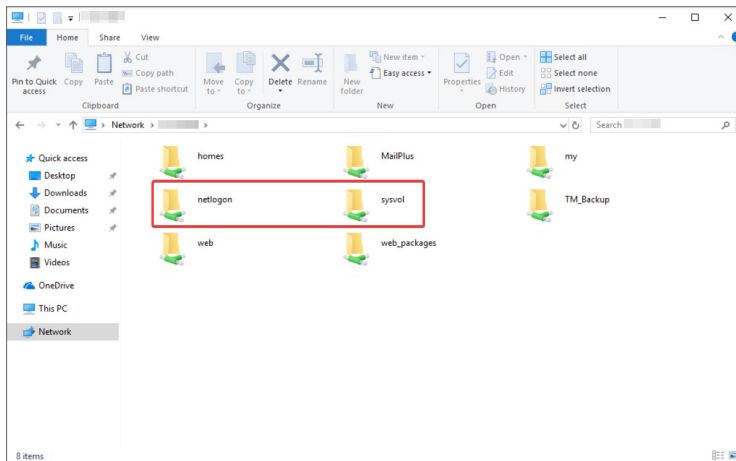 File Home Share View
Cut New item Open Select all
Copy path Easy access Edit Select none
Pin to Quick access Copy Paste Paste shortcut Move to Copy to Delete Rename New folder Properties History Invert selection
Clipboard Organize New Open Select
Network Search
Quick access homes MailPlus my
Desktop
Downloads netlogon sysvol TM_Backup
Documents
Pictures
Music web web_packages
Videos
OneDrive
This PC
Network
8 items